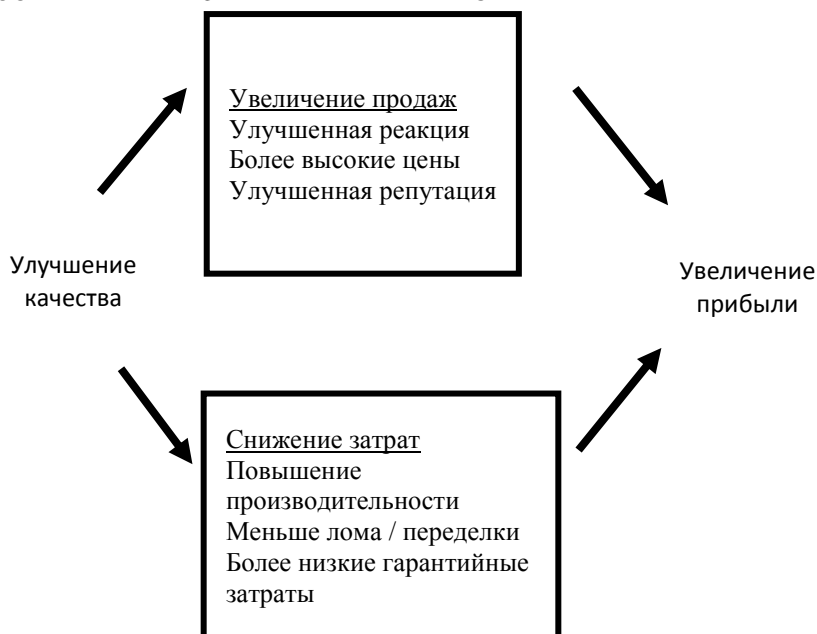 Увеличение продаж
Улучшенная реакция
Более высокие цены
Улучшенная репутация
Улучшение
качества
Увеличение
прибыли
Снижение затрат
Повышение
производительности
Меньше лома / переделки
Более низкие гарантийные
затраты